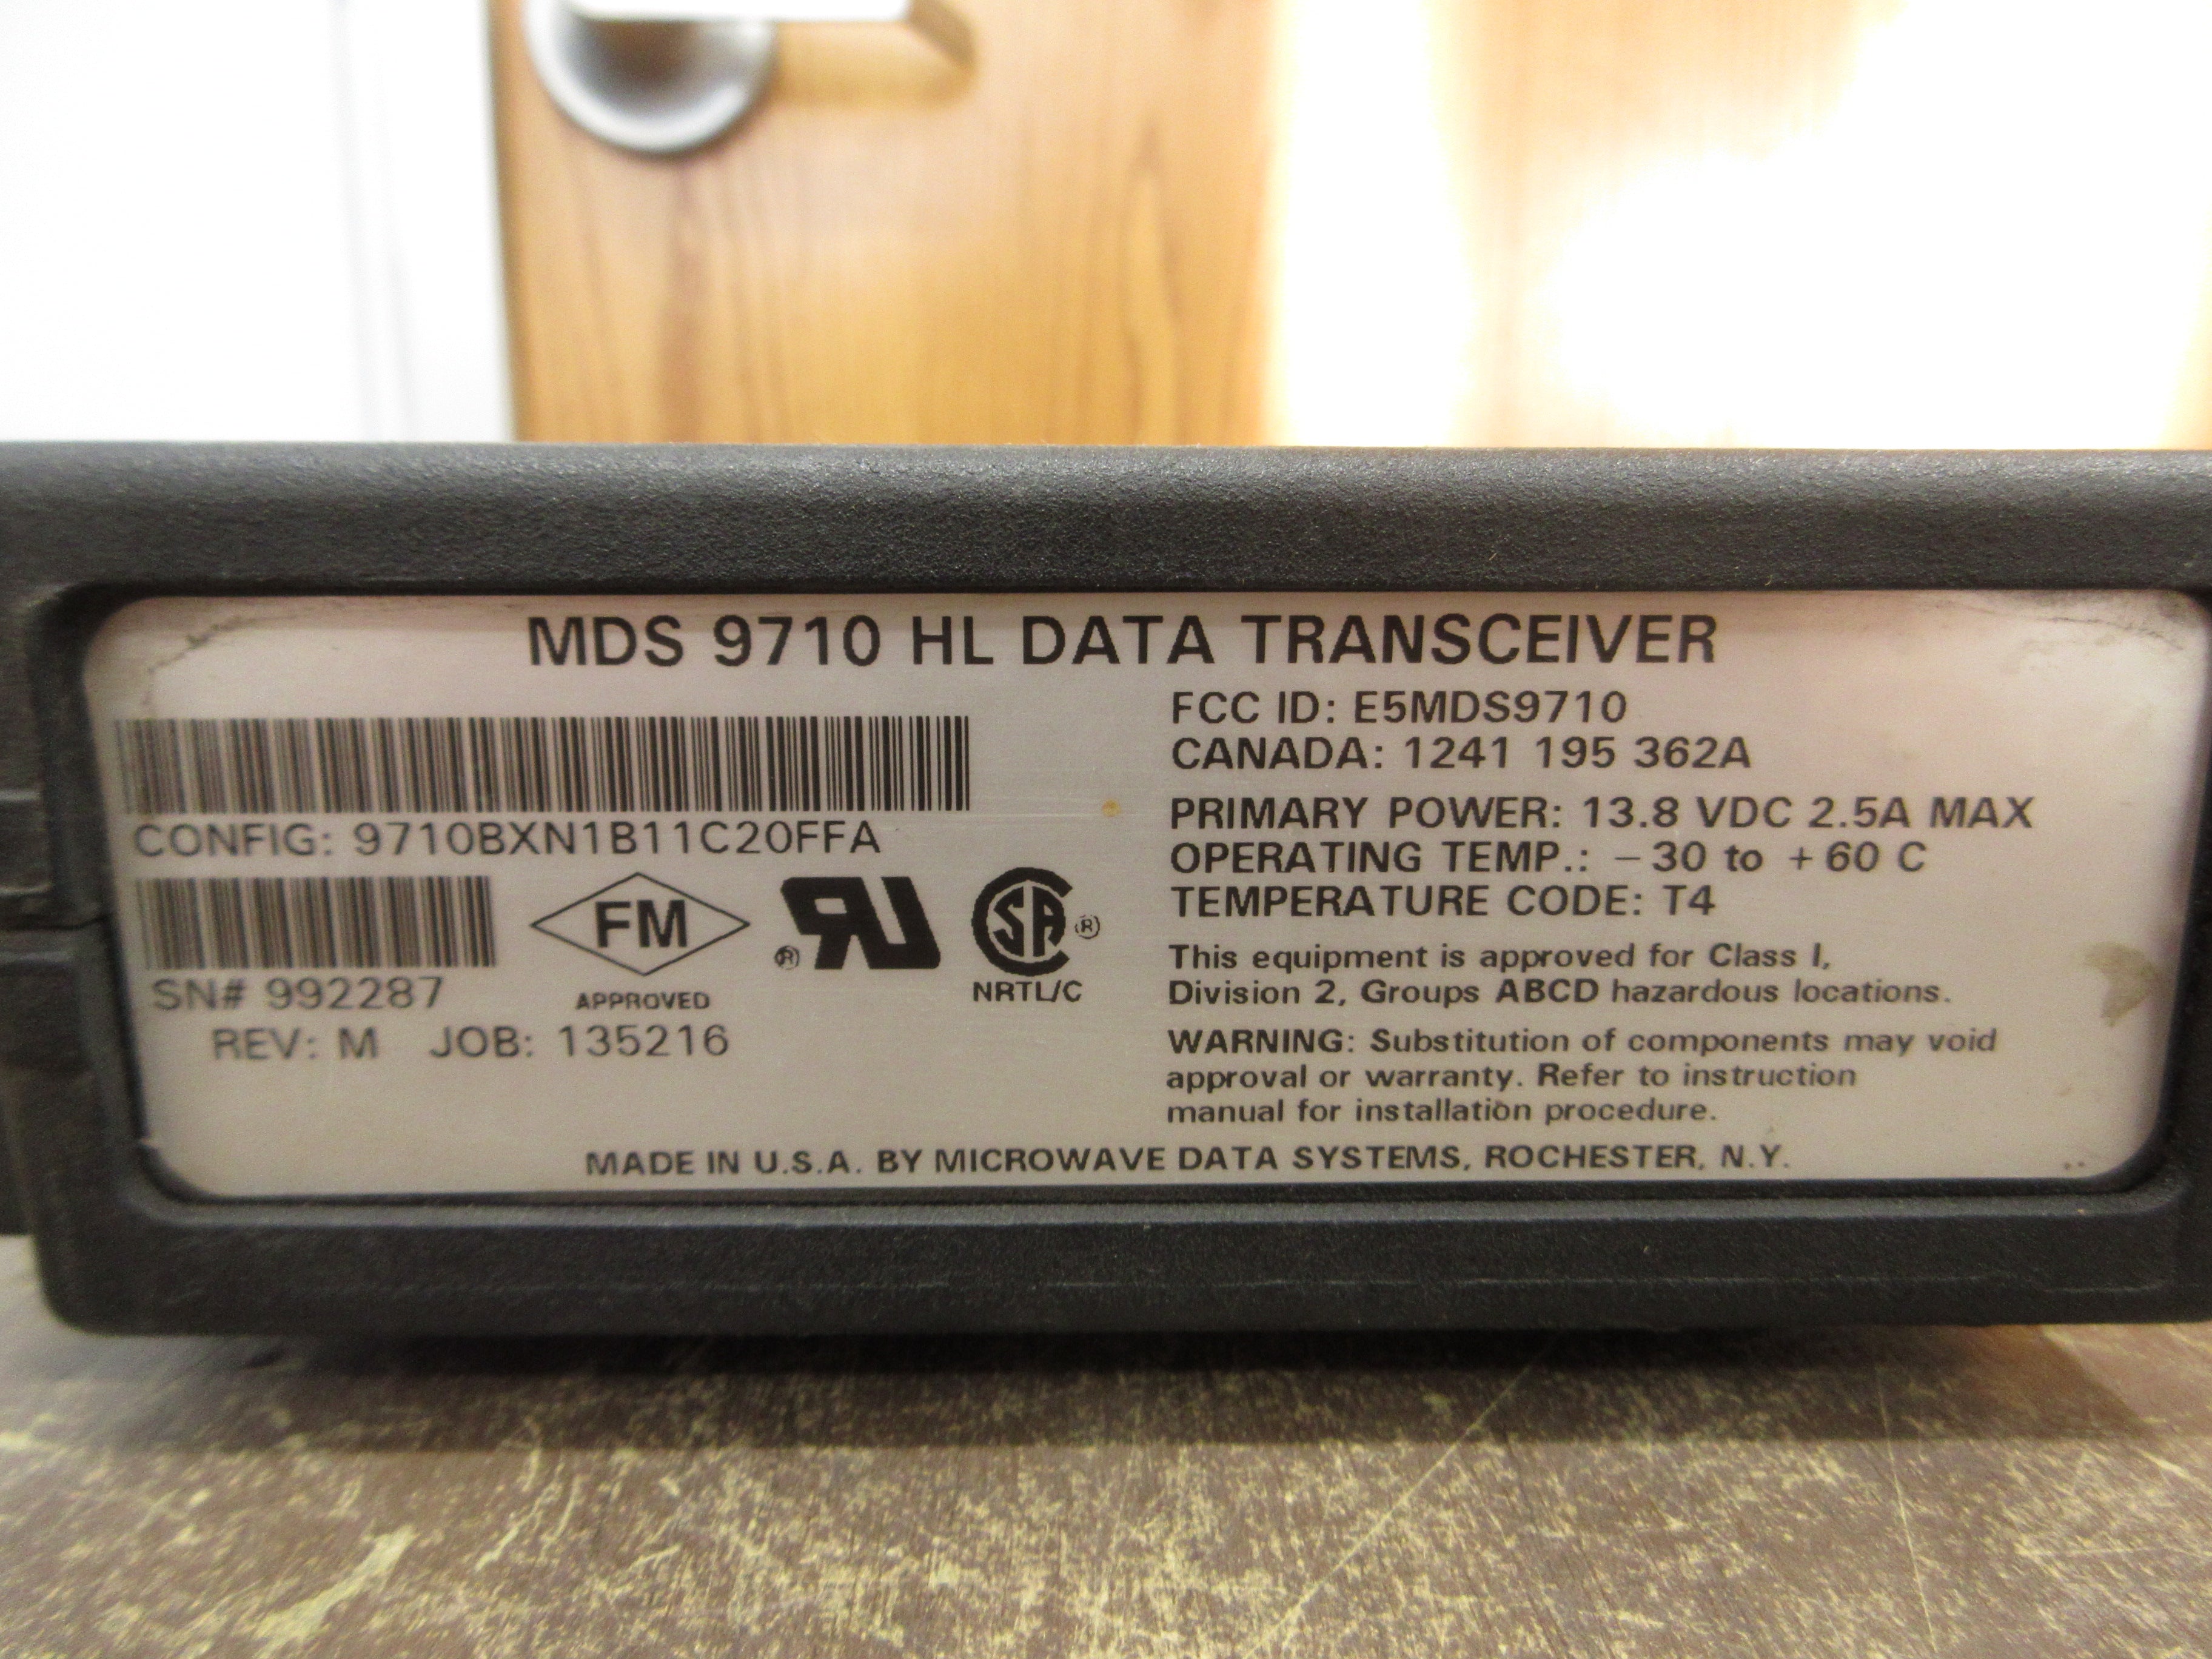 MDS 9710 HL DATA TRANSCEIVER
CONFIG: 9710BXN1B11C20FFA
SN# 992287
REV: M JOB: 135216
FM
APPROVED
® RU
SA ®
NRTL/C
FCC ID: E5MDS9710
CANADA: 1241 195 362A
PRIMARY POWER: 13.8 VDC 2.5A MAX
OPERATING TEMP.: -30 to +60 C
TEMPERATURE CODE: T4
This equipment is approved for Class I,
Division 2, Groups ABCD hazardous locations.
WARNING: Substitution of components may void
approval or warranty. Refer to instruction
manual for installation procedure.
MADE IN U.S.A. BY MICROWAVE DATA SYSTEMS, ROCHESTER, N.Y.